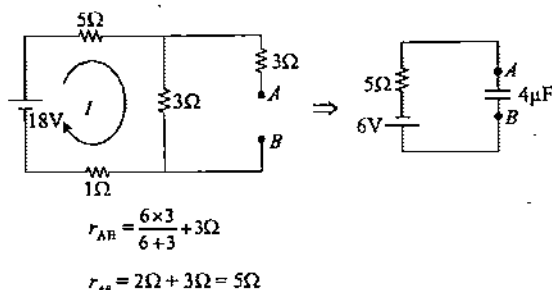 5Ω
3Ω
A
18V
I
3Ω
B
1Ω
⇒
5Ω
6V
A
4μF
B
r_AB = (6×3)/(6+3) + 3Ω
r_AB = 2Ω + 3Ω = 5Ω